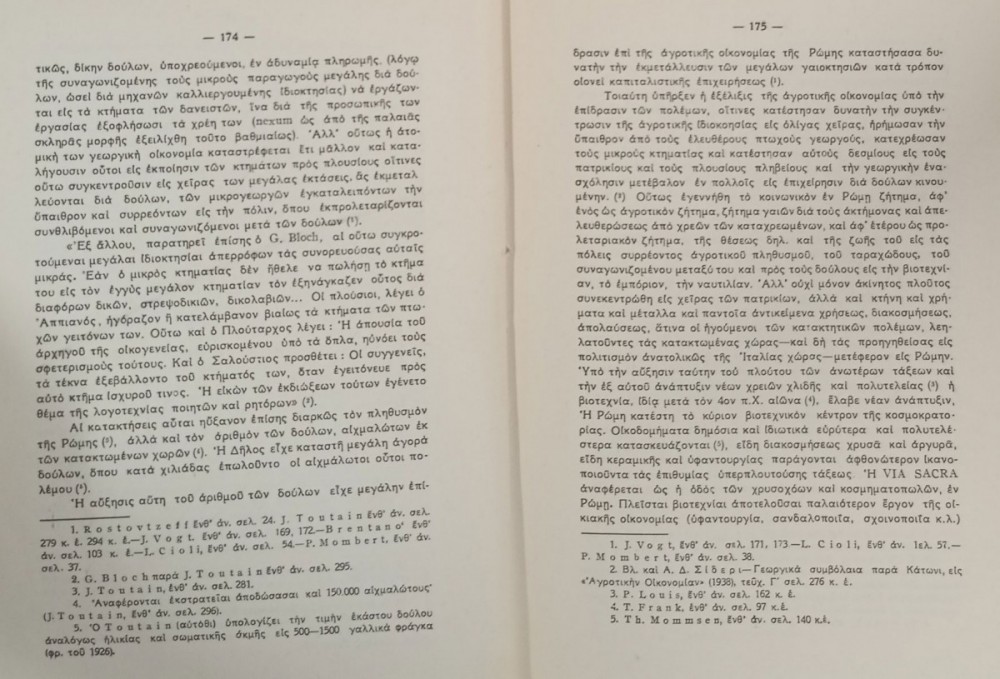 — 174 —
τικῶς, δίκην δούλων, ὑποχρεούμενοι, ἐν ἀδυναμίᾳ πληρωμῆς, (λόγῳ
τῆς συναγωνιζομένης τοὺς μικροὺς παραγωγοὺς μεγάλης διὰ δού-
λων, ὡσεὶ διὰ μηχανῶν καλλιεργουμένης ἰδιοκτησίας) νὰ ἐργάζων-
ται εἰς τὰ κτήματα τῶν δανειστῶν, ἵνα διὰ τῆς προσωπικῆς των
ἐργασίας ἐξοφλήσωσι τὰ χρέη των (nexum ὡς ἀπὸ τῆς παλαιᾶς
σκληρᾶς μορφῆς ἐξειλίχθη τοῦτο βαθμιαίως). Ἀλλ' οὕτως ἡ ἀτο-
μική των γεωργικὴ οἰκονομία καταστρέφεται ἔτι μᾶλλον καὶ κατα-
λήγουσιν οὗτοι εἰς ἐκποίησιν τῶν κτημάτων πρὸς πλουσίους οἵτινες
οὕτω συγκεντροῦσιν εἰς χεῖρας των μεγάλας ἐκτάσεις, ἃς ἐκμεταλ
λεύονται διὰ δούλων, τῶν μικρογεωργῶν ἐγκαταλειπόντων τὴν
ὕπαιθρον καὶ συρρεόντων εἰς τὴν πόλιν, ὅπου ἐκπρολεταρίζονται
συνθλιβόμενοι καὶ συναγωνιζόμενοι μετὰ τῶν δούλων (¹).
«Ἐξ ἄλλου, παρατηρεῖ ἐπίσης ὁ G. Bloch, αἱ οὕτω συγκρο-
τούμεναι μεγάλαι ἰδιοκτησίαι ἀπερρόφων τὰς συνορευούσας αὐταῖς
μικράς. Ἐὰν ὁ μικρὸς κτηματίας δὲν ἤθελε να πωλήσῃ τὸ κτῆμα
του εἰς τὸν ἐγγὺς μεγάλον κτηματίαν τὸν ἐξηνάγκαζεν οὗτος διὰ
διαφόρων δικῶν, στρεψοδικιῶν, δικολαβιῶν... Οἱ πλούσιοι, λέγει ὁ
Ἀππιανός, ἠγόραζον ἢ κατελάμβανον βιαίως τὰ κτήματα τῶν πτω-
χῶν γειτόνων των. Οὕτω καὶ ὁ Πλούταρχος λέγει : Ἡ ἀπουσία τοῦ
ἀρχηγοῦ τῆς οἰκογενείας, εὑρισκομένου ὑπὸ τὰ ὅπλα, ηὐνόει τοὺς
σφετερισμοὺς τούτους. Καὶ ὁ Σαλούστιος προσθέτει : Οἱ συγγενεῖς,
τὰ τέκνα ἐξεβάλλοντο τοῦ κτήματός των, ὅταν ἐγειτόνευε πρὸς
αὐτὸ κτῆμα ἰσχυροῦ τινος. Ἡ εἰκὼν τῶν ἐκδιώξεων τούτων ἐγένετο
θέμα τῆς λογοτεχνίας ποιητῶν καὶ ρητόρων» (²).
Αἱ κατακτήσεις αὗται ηὔξανον ἐπίσης διαρκῶς τὸν πληθυσμὸν
τῆς Ρώμης (³), ἀλλὰ καὶ τὸν ἀριθμὸν τῶν δούλων, αἰχμαλώτων ἐκ
τῶν κατακτωμένων χωρῶν (⁴). Ἡ Δῆλος εἶχε καταστῆ μεγάλη ἀγορὰ
δούλων, ὅπου κατὰ χιλιάδας ἐπωλοῦντο οἱ αἰχμάλωτοι οὗτοι πο-
λέμου (⁵).
Ἡ αὔξησις αὕτη τοῦ ἀριθμοῦ τῶν δούλων εἶχε μεγάλην ἐπί-
1. Rostovtzeff ἔνθ' ἀν. σελ. 24. J. Toutain ἔνθ' ἀν. σελ.
279 κ. ἑ. 294 κ. ἑ.—J. Vogt. ἔνθ' ἀν. σελ. 169, 172.—Brentano ἔνθ'
ἀν. σελ. 103 κ. ἑ.—L. Cioli, ἔνθ' ἀν. σελ. 54.—P. Mombert, ἔνθ' ἀν.
σελ. 37.
2. G. Bloch παρὰ J. Toutain ἔνθ' ἀν. σελ. 295.
3. J. Toutain, ἔνθ' ἀν. σελ. 281.
4. Ἀναφέρονται ἐκστρατεῖαι ἀποδώσασαι καὶ 150.000 αἰχμαλώτους
(J. Toutain, ἔνθ' ἀν. σελ. 296).
5. Ὁ Toutain (αὐτόθι) ὑπολογίζει τὴν τιμὴν ἑκάστου δούλου
ἀναλόγως ἡλικίας καὶ σωματικῆς ἀκμῆς εἰς 500—1500 γαλλικὰ φράγκα
(φρ. τοῦ 1926).
— 175 —
δρασιν ἐπὶ τῆς ἀγροτικῆς οἰκονομίας τῆς Ρώμης καταστήσασα δυ-
νατὴν τὴν ἐκμετάλλευσιν τῶν μεγάλων γαιοκτησιῶν κατὰ τρόπον
οἱονεὶ καπιταλιστικῆς ἐπιχειρήσεως (¹).
Τοιαύτη ὑπῆρξεν ἡ ἐξέλιξις τῆς ἀγροτικῆς οἰκονομίας ὑπὸ τὴν
ἐπίδρασιν τῶν πολέμων, οἵτινες κατέστησαν δυνατὴν τὴν συγκέν-
τρωσιν τῆς ἀγροτικῆς ἰδιοκησίας εἰς ὀλίγας χεῖρας, ἠρήμωσαν τὴν
ὕπαιθρον ἀπὸ τοὺς ἐλευθέρους πτωχοὺς γεωργούς, κατεχρέωσαν
τοὺς μικροὺς κτηματίας καὶ κατέστησαν αὐτοὺς δεσμίους εἰς τοὺς
πατρικίους καὶ τοὺς πλουσίους πληβείους καὶ τὴν γεωργικὴν ἐνα-
σχόλησιν μετέβαλον ἐν πολλοῖς εἰς ἐπιχείρησιν διὰ δούλων κινου-
μένην. (²) Οὕτως ἐγεννήθη τὸ κοινωνικὸν ἐν Ρώμῃ ζήτημα, ἀφ'
ἑνὸς ὡς ἀγροτικὸν ζήτημα, ζήτημα γαιῶν διὰ τοὺς ἀκτήμονας καὶ ἀπε-
λευθερώσεως ἀπὸ χρεῶν τῶν καταχρεωμένων, καὶ ἀφ' ἑτέρου ὡς προ-
λεταριακὸν ζήτημα, τῆς θέσεως δηλ. καὶ τῆς ζωῆς τοῦ εἰς τὰς
πόλεις συρρέοντος ἀγροτικοῦ πληθυσμοῦ, τοῦ ταραχώδους, τοῦ
συναγωνιζομένου μεταξύ του καὶ πρὸς τοὺς δούλους εἰς τὴν βιοτεχνί-
αν, τὸ ἐμπόριον, τὴν ναυτιλίαν. Ἀλλ' οὐχὶ μόνον ἀκίνητος πλοῦτος
συνεκεντρώθη εἰς χεῖρας τῶν πατρικίων, ἀλλὰ καὶ κτήνη καὶ χρή-
ματα καὶ μέταλλα καὶ παντοῖα ἀντικείμενα χρήσεως, διακοσμήσεως,
ἀπολαύσεως, ἅτινα οἱ ἡγούμενοι τῶν κατακτητικῶν πολέμων, λεη-
λατοῦντες τὰς κατακτωμένας χώρας—καὶ δὴ τὰς προηγηθείσας εἰς
πολιτισμὸν ἀνατολικῶς τῆς Ἰταλίας χώρας—μετέφερον εἰς Ρώμην.
Ὑπὸ τὴν αὔξησιν ταύτην τοῦ πλούτου τῶν ἀνωτέρων τάξεων καὶ
τὴν ἐξ αὐτοῦ ἀνάπτυξιν νέων χρειῶν χλιδῆς καὶ πολυτελείας (³) ἡ
βιοτεχνία, ἰδίᾳ μετὰ τὸν 4ον π.Χ. αἰῶνα (⁴), ἔλαβε νέαν ἀνάπτυξιν,
Ἡ Ρώμη κατέστη τὸ κύριον βιοτεχνικὸν κέντρον τῆς κοσμοκρατο-
ρίας. Οἰκοδομήματα δημόσια καὶ ἰδιωτικὰ εὐρύτερα καὶ πολυτελέ-
στερα κατασκευάζονται (⁵), εἴδη διακοσμήσεως χρυσᾶ καὶ ἀργυρᾶ,
εἴδη κεραμικῆς καὶ ὑφαντουργίας παράγονται ἀφθονώτερον ἱκανο-
ποιοῦντα τὰς ἐπιθυμίας ὑπερπλουτούσης τάξεως. Ἡ VIA SACRA
ἀναφέρεται ὡς ἡ ὁδὸς τῶν χρυσοχόων καὶ κοσμηματοπωλῶν, ἐν
Ρώμῃ. Πλεῖσται βιοτεχνίαι ἀποτελοῦσαι παλαιότερον ἔργον τῆς οἰ-
κιακῆς οἰκονομίας (ὑφαντουργία, σανδαλοποιΐα, σχοινοποιΐα κ.λ.)
1. J. Vogt, ἔνθ' ἀν. σελ. 171, 173.—L. Cioli, ἔνθ' ἀν. 1ελ. 57.—
P. Mombert, ἔνθ' ἀν. σελ. 38.
2. Βλ. καὶ Α. Δ. Σίδερι—Γεωργικὰ συμβόλαια παρὰ Κάτωνι, εἰς
«Ἀγροτικὴν Οἰκονομίαν» (1938), τεῦχ. Γ' σελ. 276 κ. ἑ.
3. P. Louis, ἔνθ' ἀν. σελ. 162 κ. ἑ.
4. T. Frank, ἔνθ' ἀν. σελ. 97 κ.ἑ.
5. Th. Mommsen, ἔνθ' ἀν. σελ. 140 κ.ἑ.